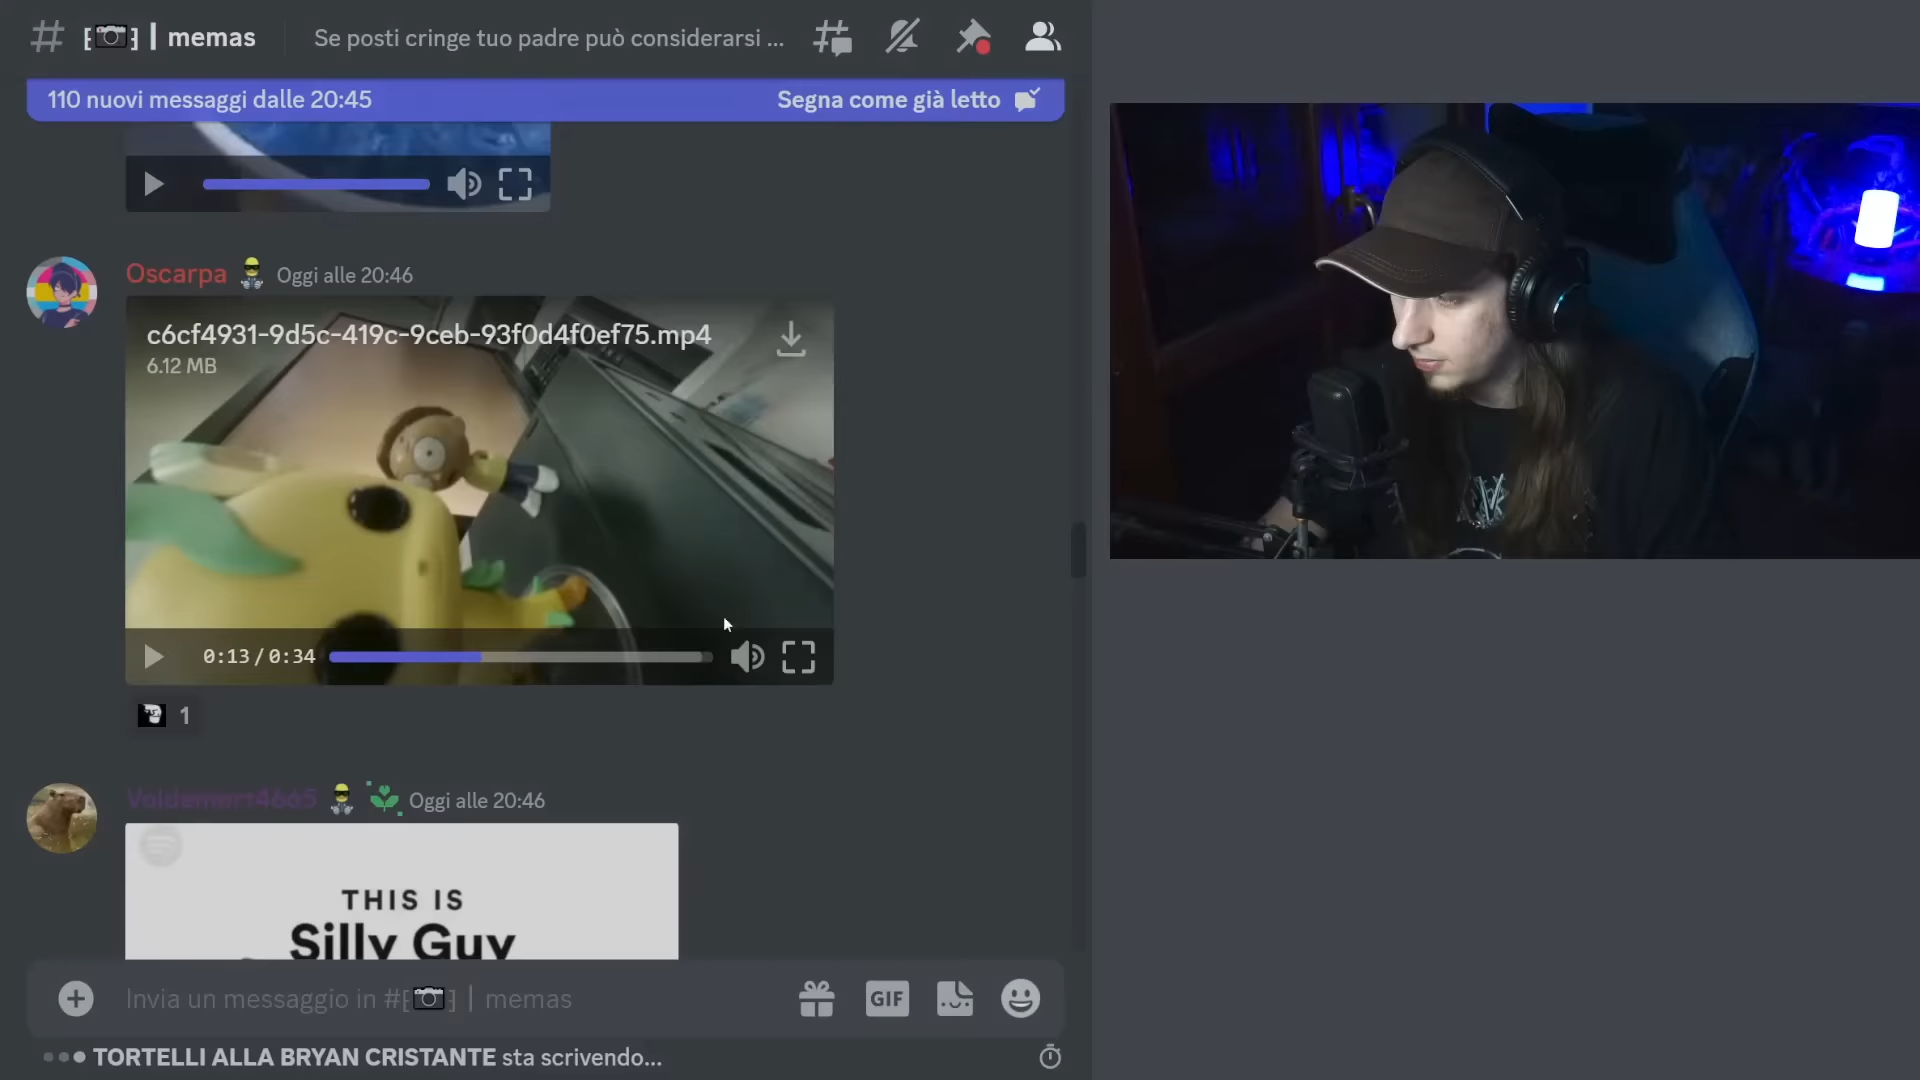 # [📷] | memas
Se posti cringe tuo padre può considerarsi ...
110 nuovi messaggi dalle 20:45
Segna come già letto
Oscarpa Oggi alle 20:46
c6cf4931-9d5c-419c-9ceb-93f0d4f0ef75.mp4
6.12 MB
0:13 / 0:34
1
Voldemort4665 Oggi alle 20:46
THIS IS
Silly Guy
Invia un messaggio in #[📷] | memas
GIF
TORTELLI ALLA BRYAN CRISTANTE sta scrivendo...